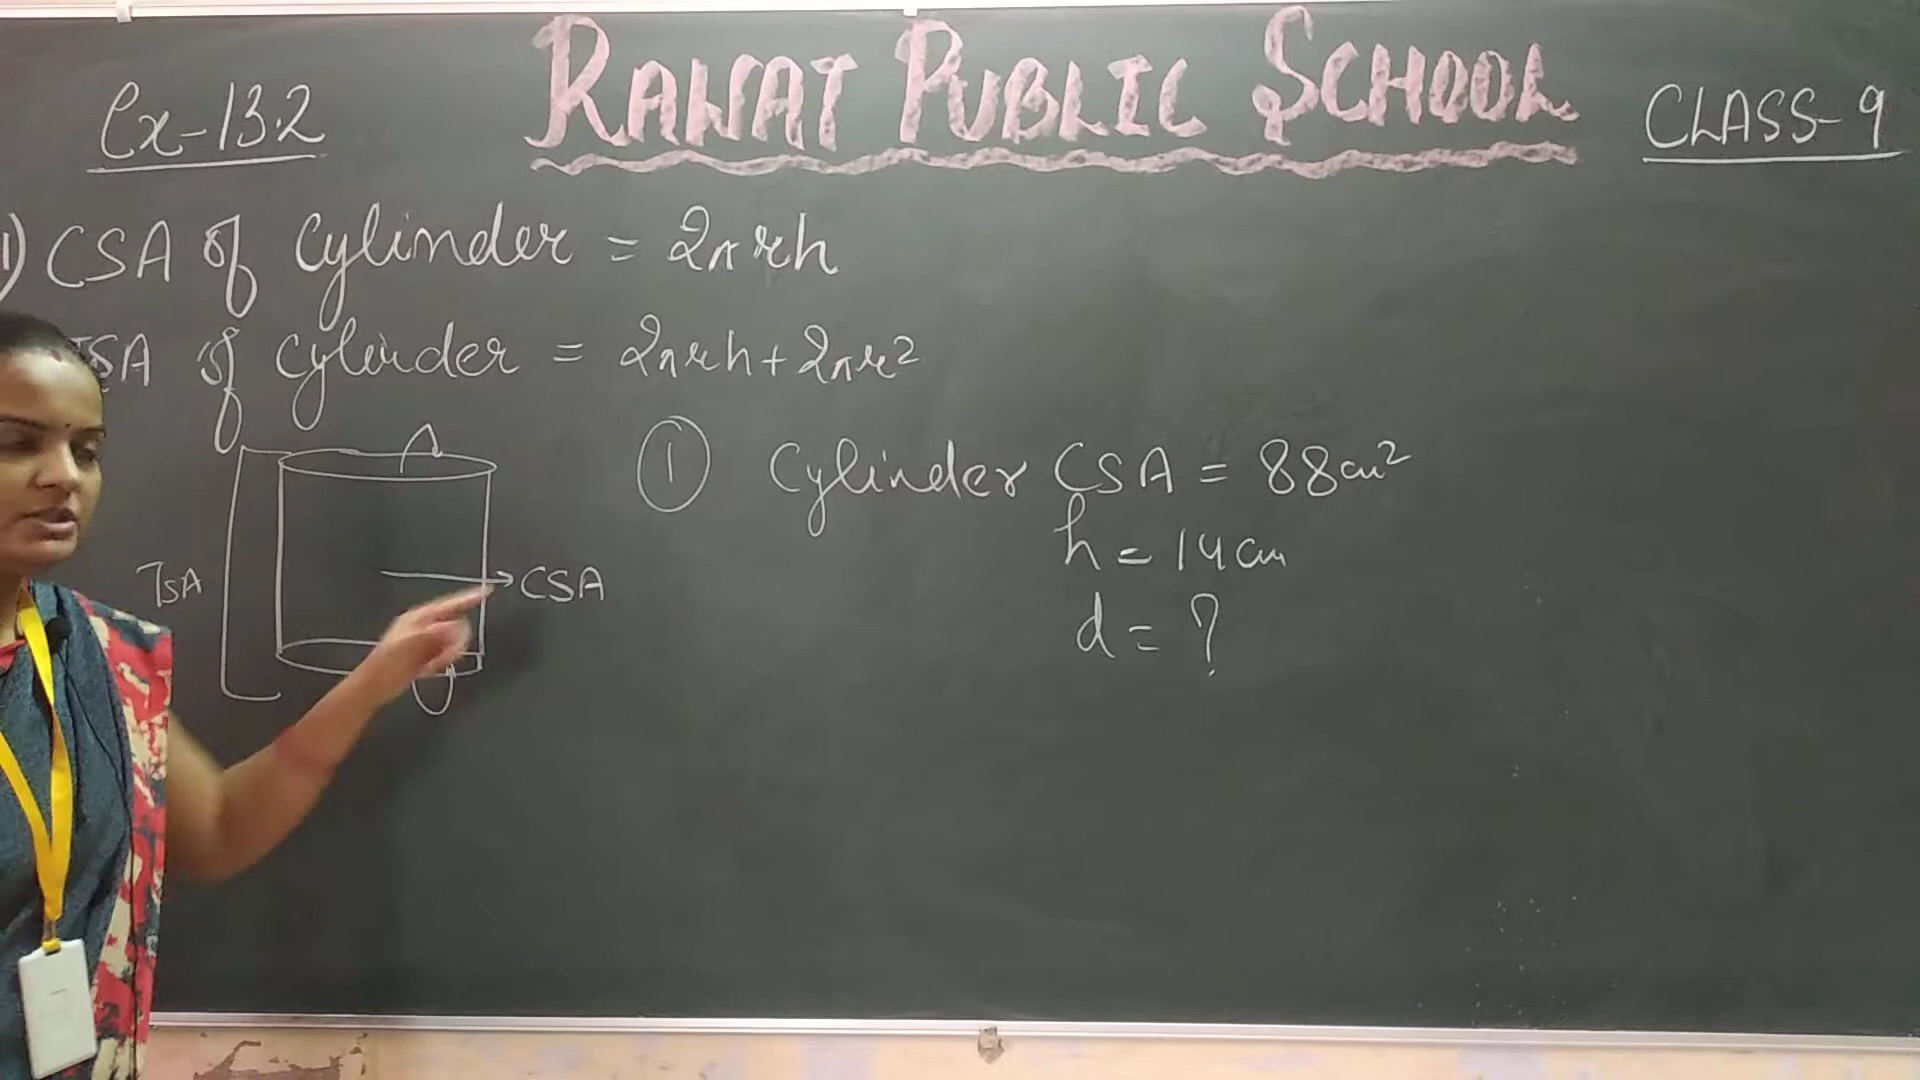 Ex-13.2
RAWAT PUBLIC SCHOOL
CLASS-9
1) CSA of Cylinder = 2πrh
TSA of cylinder = 2πrh + 2πr²
TSA
CSA
① Cylinder CSA = 88cm²
h = 14cm
d = ?